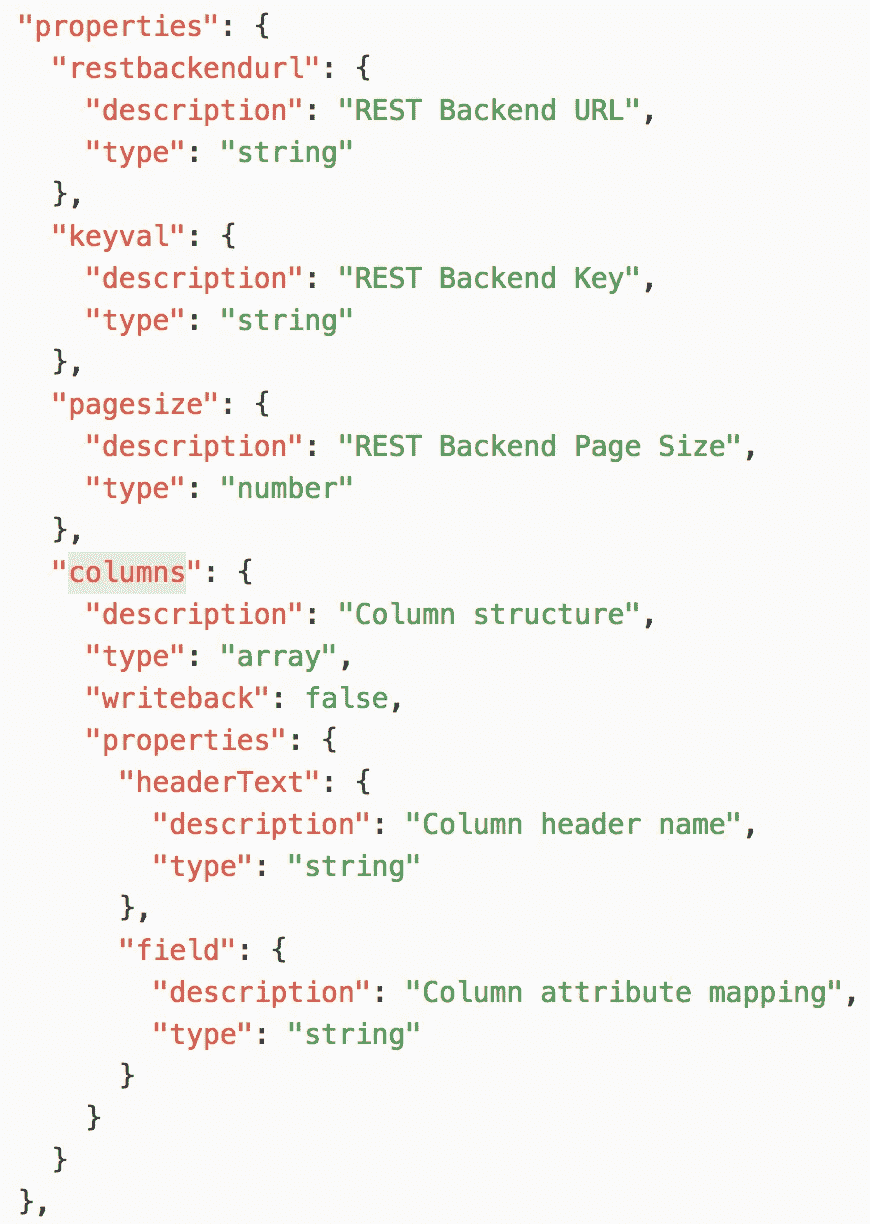 "properties": {
  "restbackendurl": {
    "description": "REST Backend URL",
    "type": "string"
  },
  "keyval": {
    "description": "REST Backend Key",
    "type": "string"
  },
  "pagesize": {
    "description": "REST Backend Page Size",
    "type": "number"
  },
  "columns": {
    "description": "Column structure",
    "type": "array",
    "writeback": false,
    "properties": {
      "headerText": {
        "description": "Column header name",
        "type": "string"
      },
      "field": {
        "description": "Column attribute mapping",
        "type": "string"
      }
    }
  }
},